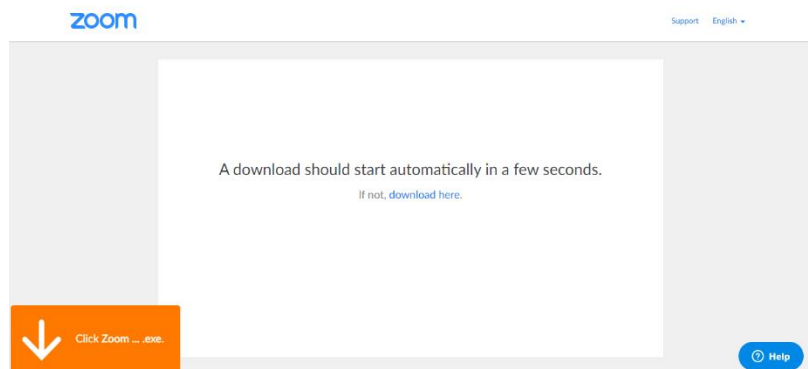 zoom
Support English
A download should start automatically in a few seconds.
If not, download here.
Click Zoom ... .exe.
Help